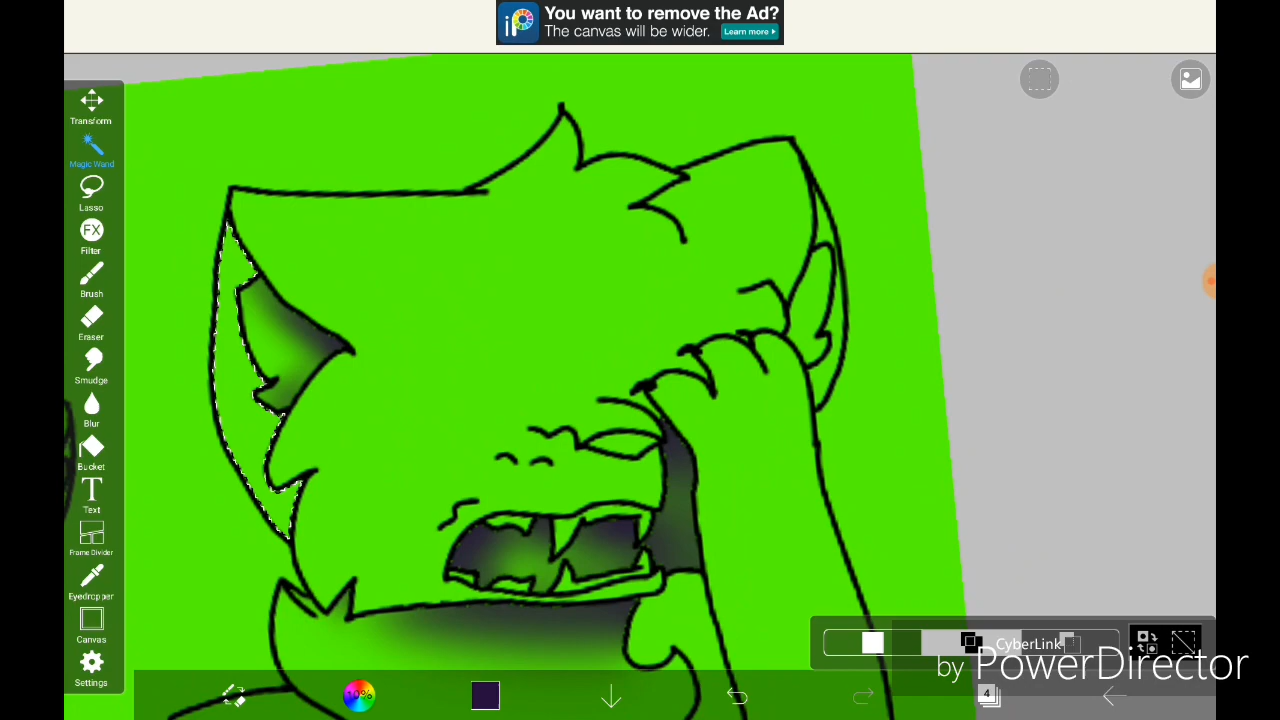 You want to remove the Ad?
The canvas will be wider.
Learn more
Transform
Magic Wand
Lasso
FX
Filter
Brush
Eraser
Smudge
Blur
Bucket
T
Text
Frame Divider
Eyedropper
Canvas
Settings
CyberLink
by PowerDirector
10%
4